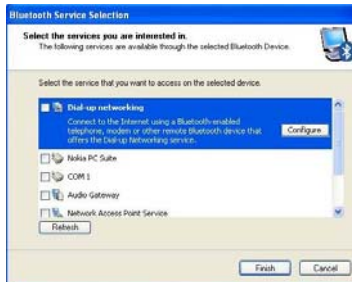 Bluetooth Service Selection
Select the services you are interested in.
The following services are available through the selected Bluetooth Device.
Select the service that you want to access on the selected device.
Dial-up networking
Connect to the Internet using a Bluetooth-enabled
telephone, modem or other remote Bluetooth device that
offers the Dial-up Networking service.
Configure
Nokia PC Suite
COM 1
Audio Gateway
Network Access Point Service
Refresh
Finish
Cancel